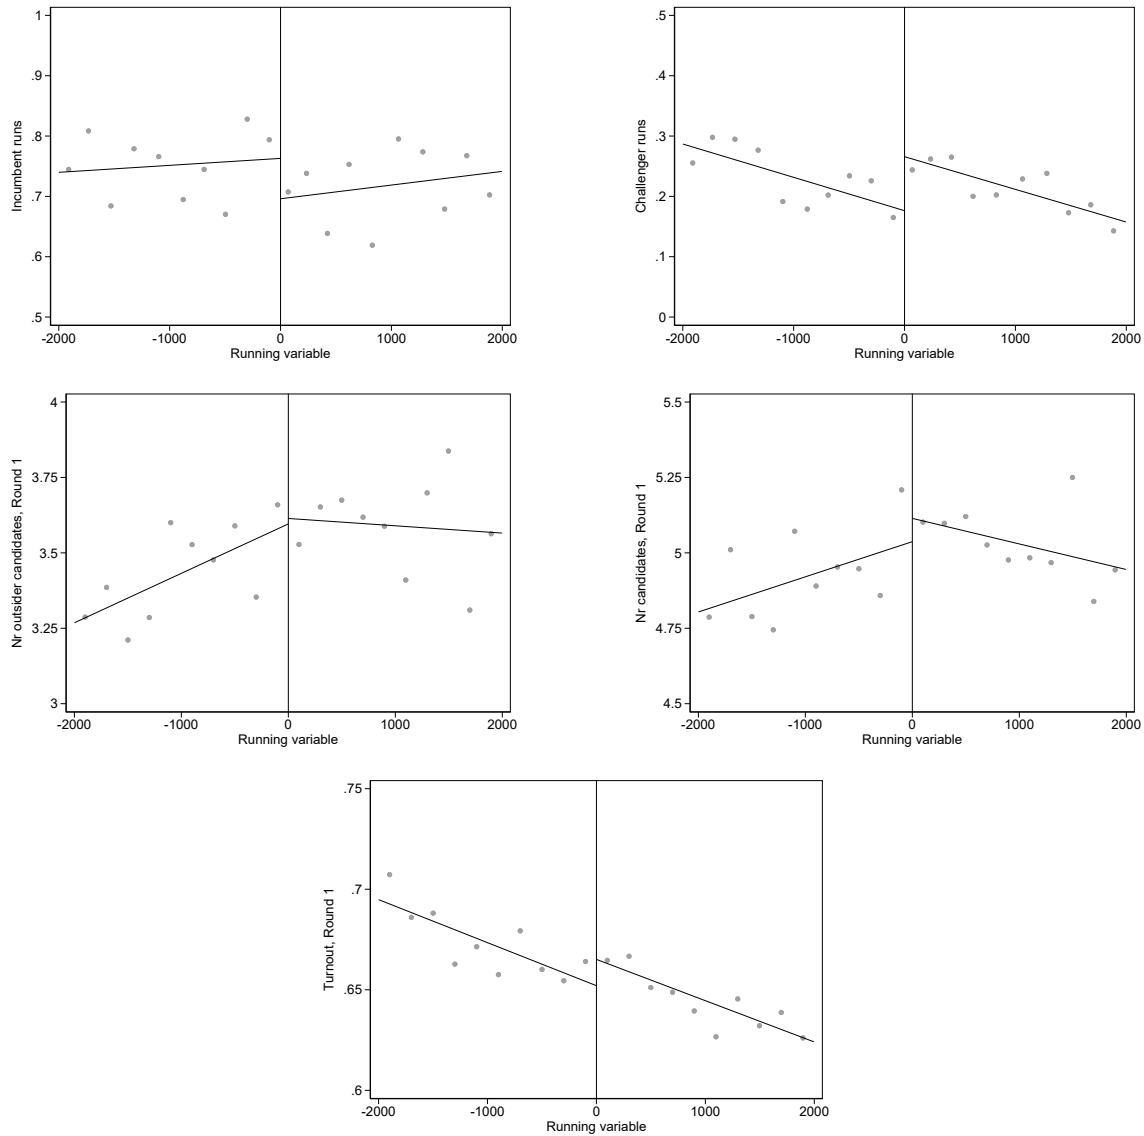 1
.9
.8
.7
.6
.5
Incumbent runs
-2000 -1000 0 1000 2000
Running variable
.5
.4
.3
.2
.1
0
Challenger runs
-2000 -1000 0 1000 2000
Running variable
4
3.75
3.5
3.25
3
Nr outsider candidates, Round 1
-2000 -1000 0 1000 2000
Running variable
5.5
5.25
5
4.75
4.5
Nr candidates, Round 1
-2000 -1000 0 1000 2000
Running variable
.75
.7
.65
.6
Turnout, Round 1
-2000 -1000 0 1000 2000
Running variable